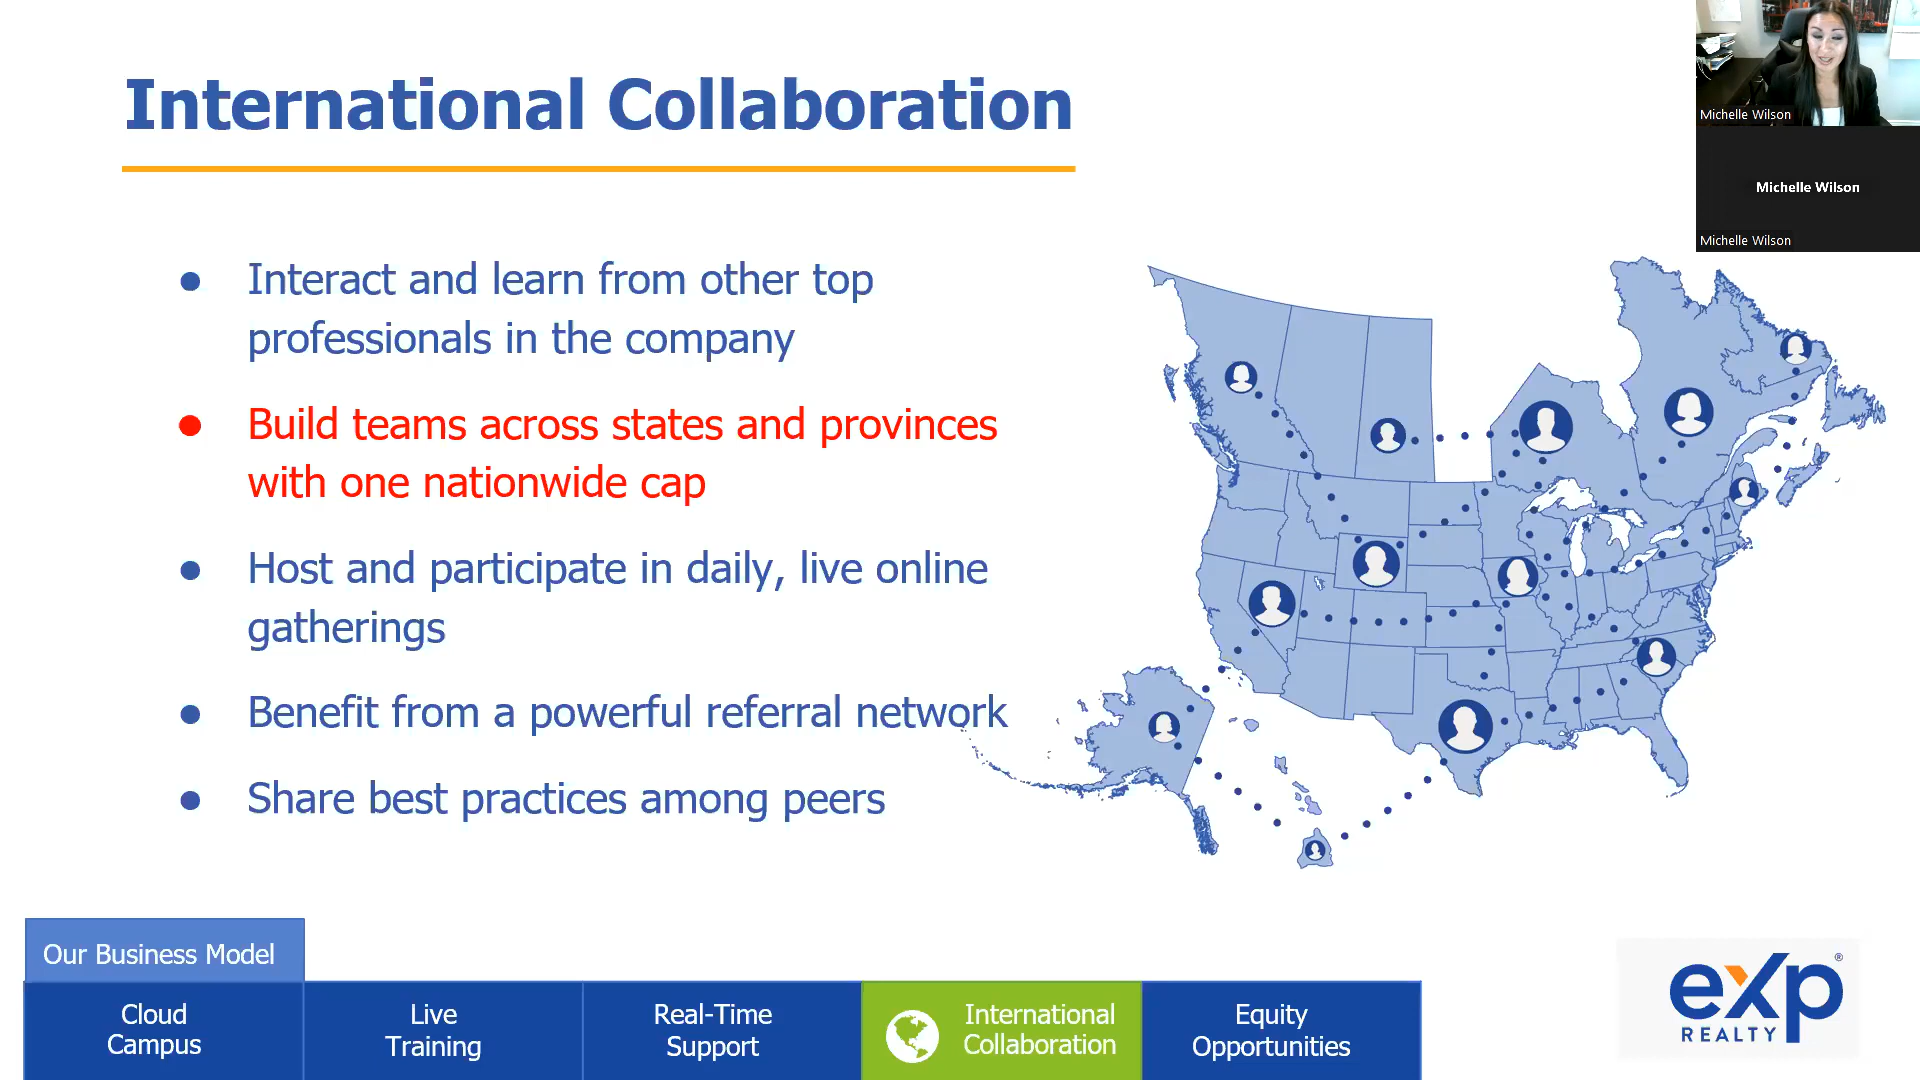 International Collaboration
Michelle Wilson
Michelle Wilson
Michelle Wilson
● Interact and learn from other top
professionals in the company
● Build teams across states and provinces
with one nationwide cap
● Host and participate in daily, live online
gatherings
● Benefit from a powerful referral network
● Share best practices among peers
Our Business Model
Cloud
Campus
Live
Training
Real-Time
Support
International
Collaboration
Equity
Opportunities
eXp®
REALTY